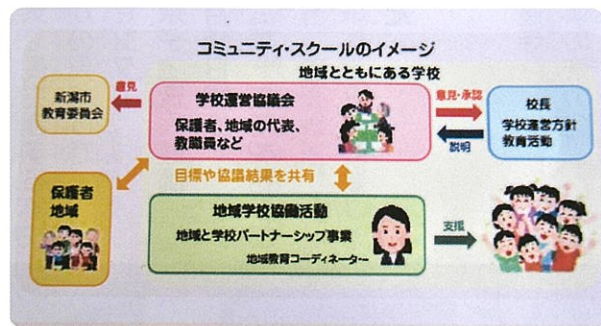 コミュニティ・スクールのイメージ
地域とともにある学校
新潟市
教育委員会
意見
学校運営協議会
保護者、地域の代表、
教職員など
意見・承認
説明
校長
学校運営方針
教育活動
目標や協議結果を共有
保護者
地域
地域学校協働活動
地域と学校パートナーシップ事業
地域教育コーディネーター
支援